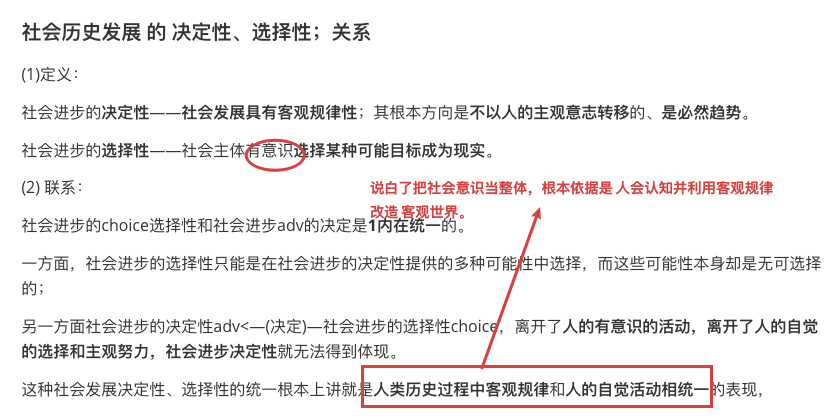 社会历史发展 的 决定性、选择性；关系
(1)定义：
社会进步的决定性——社会发展具有客观规律性；其根本方向是不以人的主观意志转移的、是必然趋势。
社会进步的选择性——社会主体有意识选择某种可能目标成为现实。
(2) 联系：
说白了把社会意识当整体，根本依据是 人会认知并利用客观规律
改造 客观世界。
社会进步的choice选择性和社会进步adv的决定是1内在统一的。
一方面，社会进步的选择性只能是在社会进步的决定性提供的多种可能性中选择，而这些可能性本身却是无可选择
的；
另一方面社会进步的决定性adv<—(决定)—社会进步的选择性choice，离开了人的有意识的活动，离开了人的自觉
的选择和主观努力，社会进步决定性就无法得到体现。
这种社会发展决定性、选择性的统一根本上讲就是人类历史过程中客观规律和人的自觉活动相统一的表现，